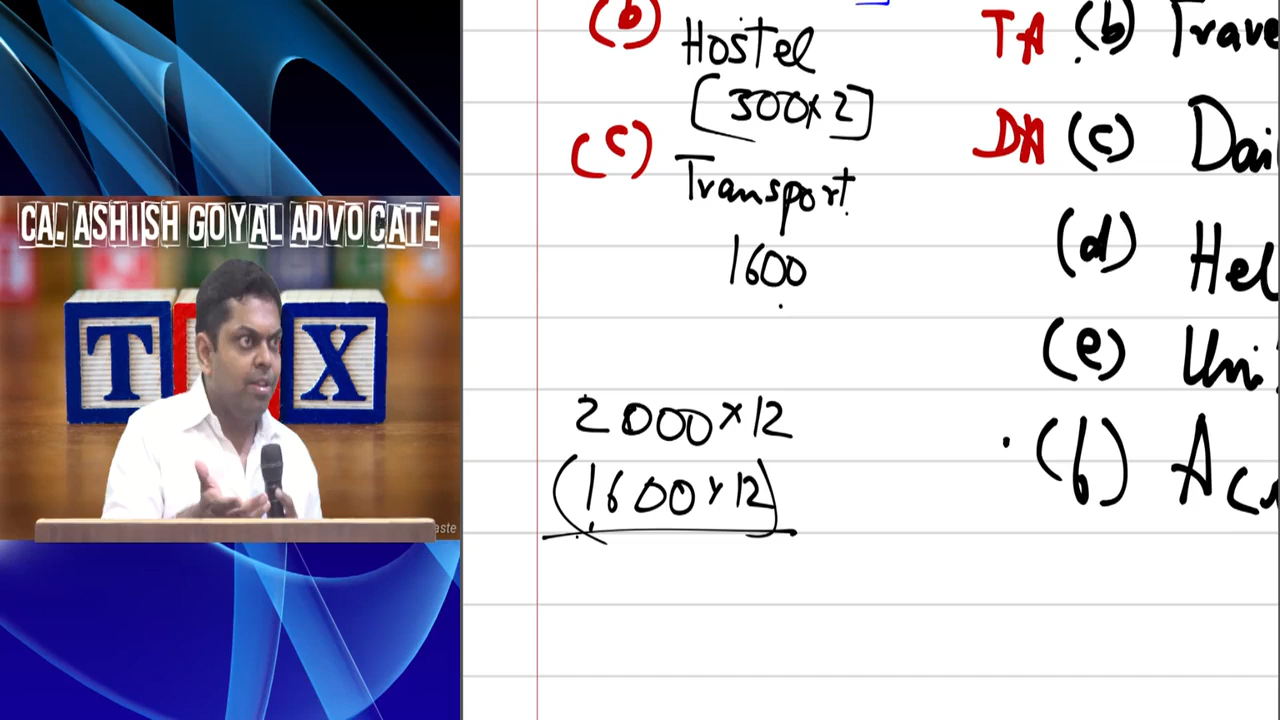 (b) Hostel
[300×2]
(c) Transport
1600
2000×12
(1600×12)
TA (b) Trave
DA (c) Dai
(d) Hel
(e) Uni
(f) Ac
CA. ASHISH GOYAL ADVOCATE
T X
aste